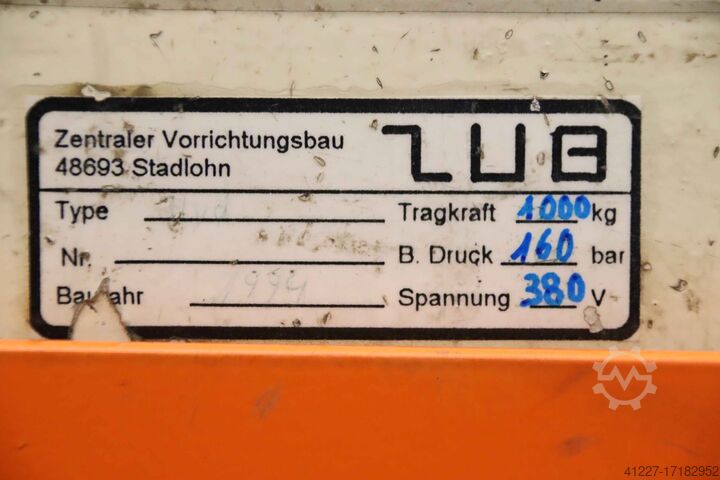 Zentraler Vorrichtungsbau ZUB
48693 Stadlohn
Type Tragkraft 1000 kg
Nr. B. Druck 160 bar
Baujahr 1994 Spannung 380 V
41227-17182952